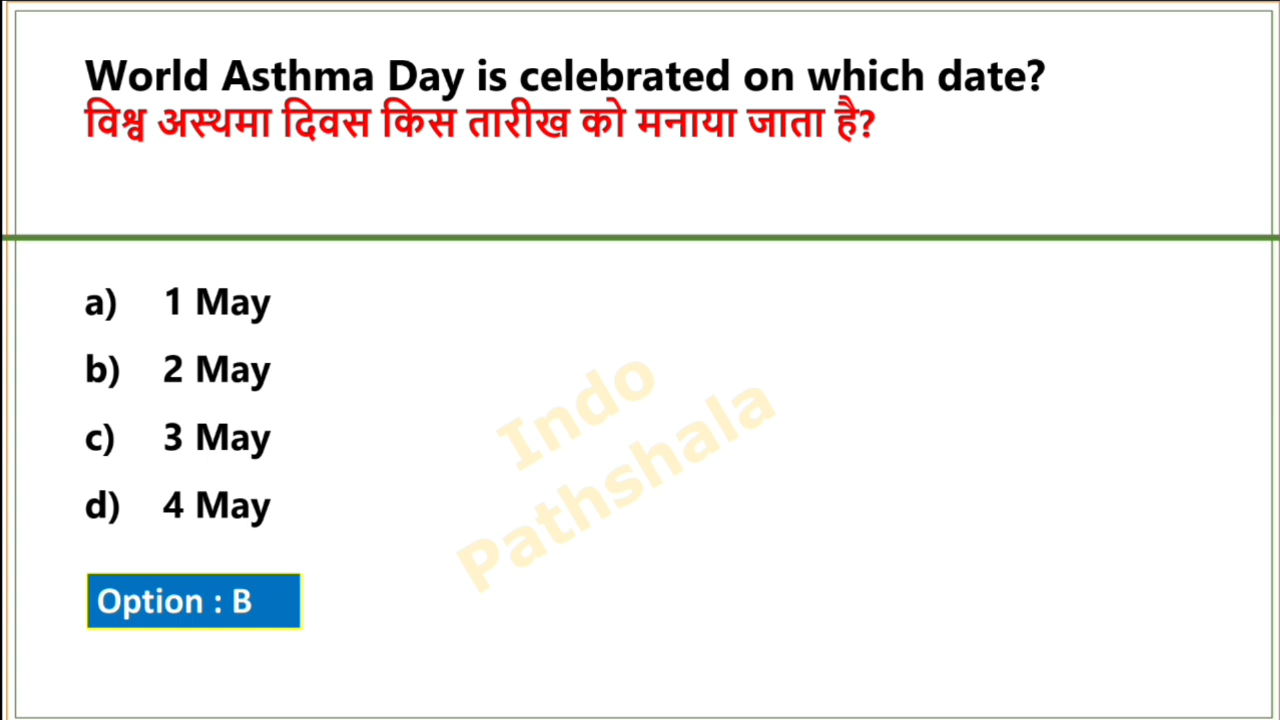 World Asthma Day is celebrated on which date?
विश्व अस्थमा दिवस किस तारीख को मनाया जाता है?
a) 1 May
b) 2 May
c) 3 May
d) 4 May
Indo
Pathshala
Option : B